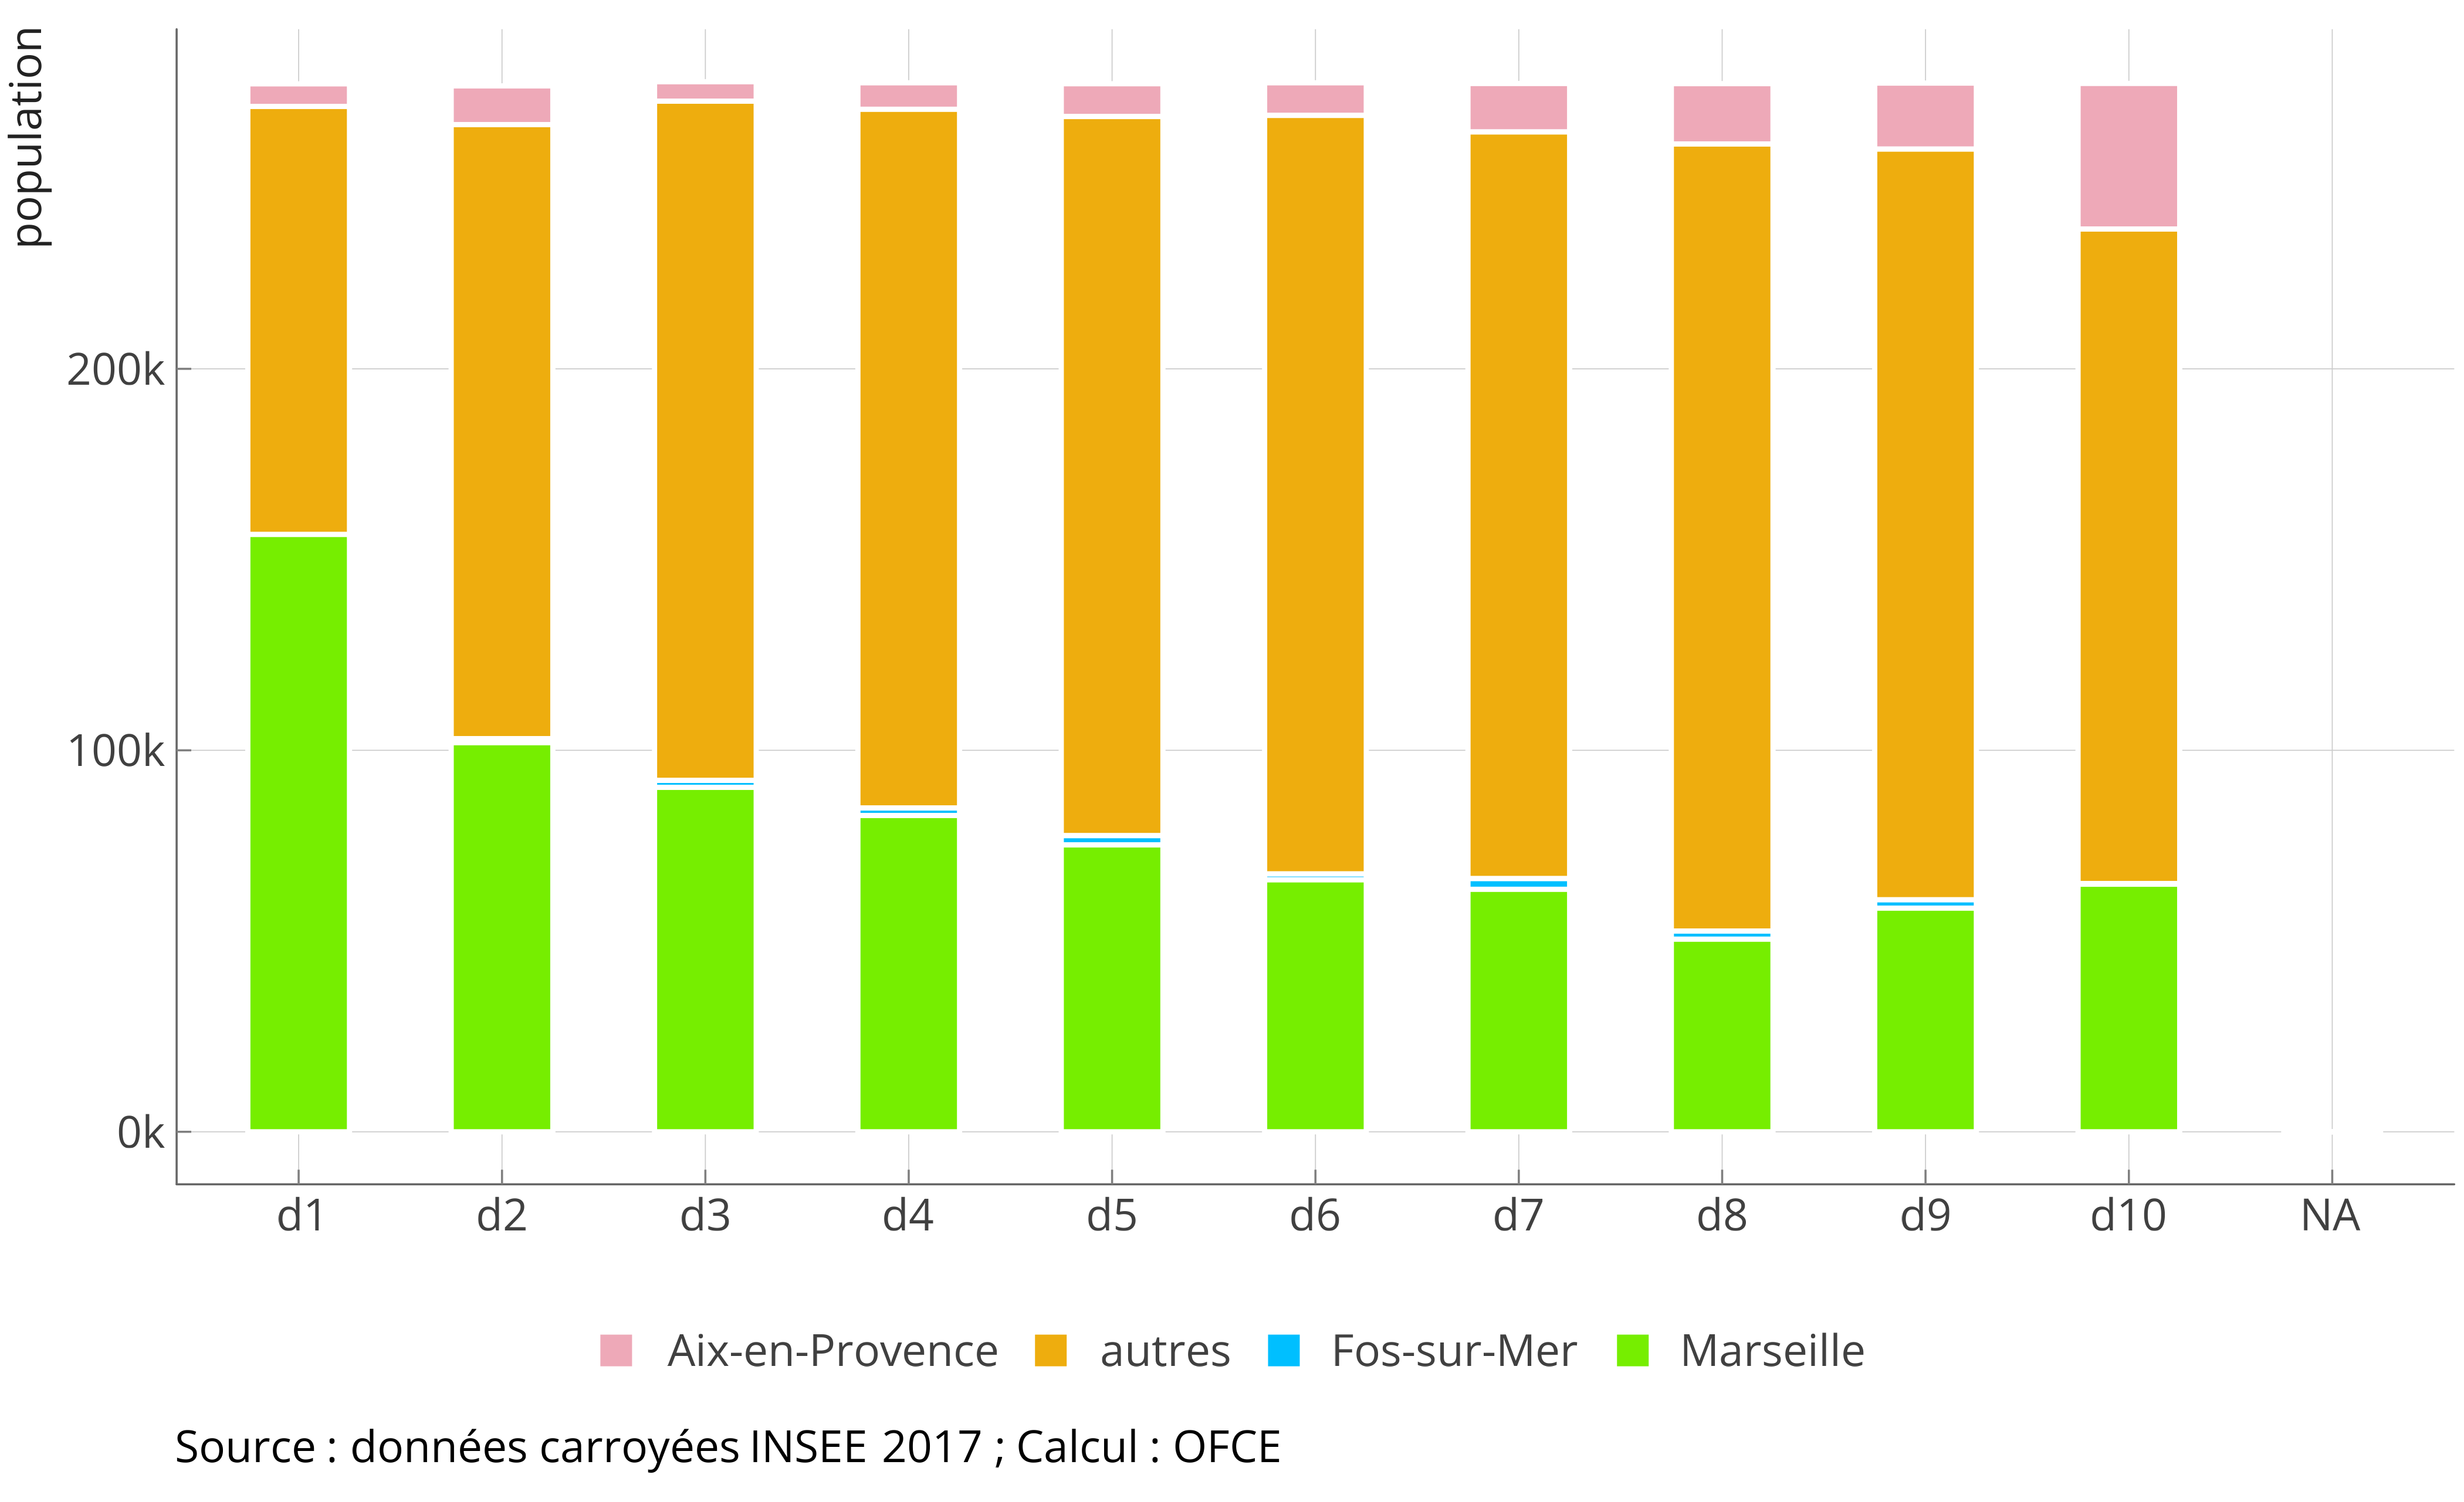 population
200k
100k
0k
d1 d2 d3 d4 d5 d6 d7 d8 d9 d10 NA
Aix-en-Provence autres Fos-sur-Mer Marseille
Source : données carroyées INSEE 2017 ; Calcul : OFCE